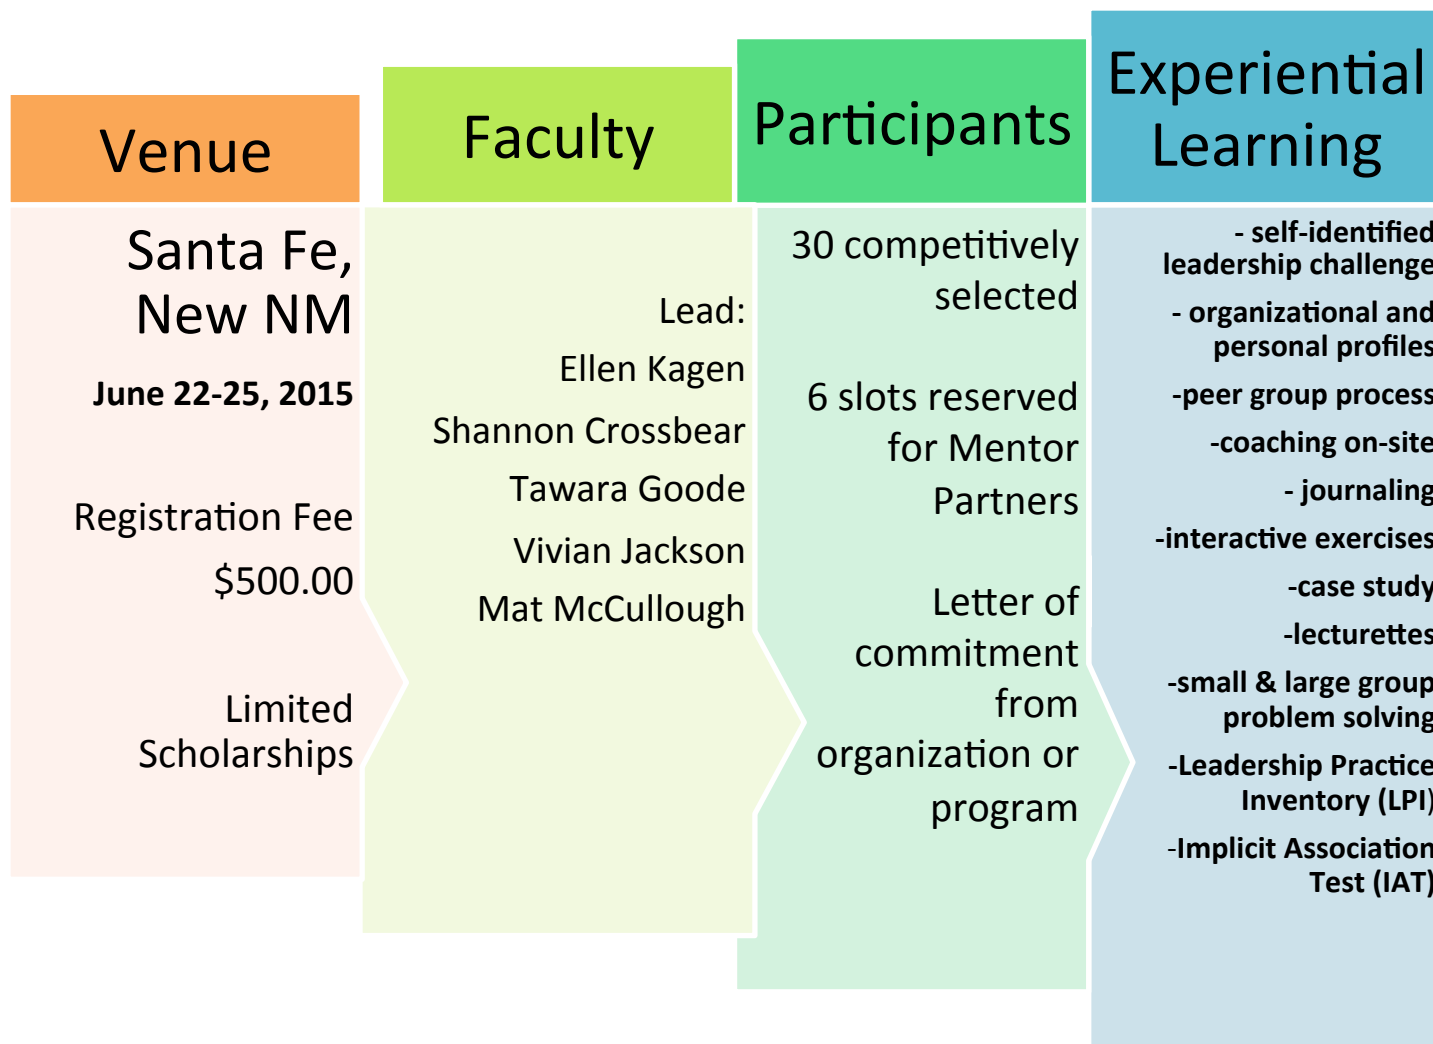 Venue
Santa Fe,
New NM
June 22-25, 2015
Registration Fee
$500.00
Limited
Scholarships
Faculty
Lead:
Ellen Kagen
Shannon Crossbear
Tawara Goode
Vivian Jackson
Mat McCullough
Participants
30 competitively
selected
6 slots reserved
for Mentor
Partners
Letter of
commitment
from
organization or
program
Experiential
Learning
- self-identified
leadership challenge
- organizational and
personal profiles
-peer group process
-coaching on-site
- journaling
-interactive exercises
-case study
-lecturettes
-small & large group
problem solving
-Leadership Practice
Inventory (LPI)
-Implicit Association
Test (IAT)